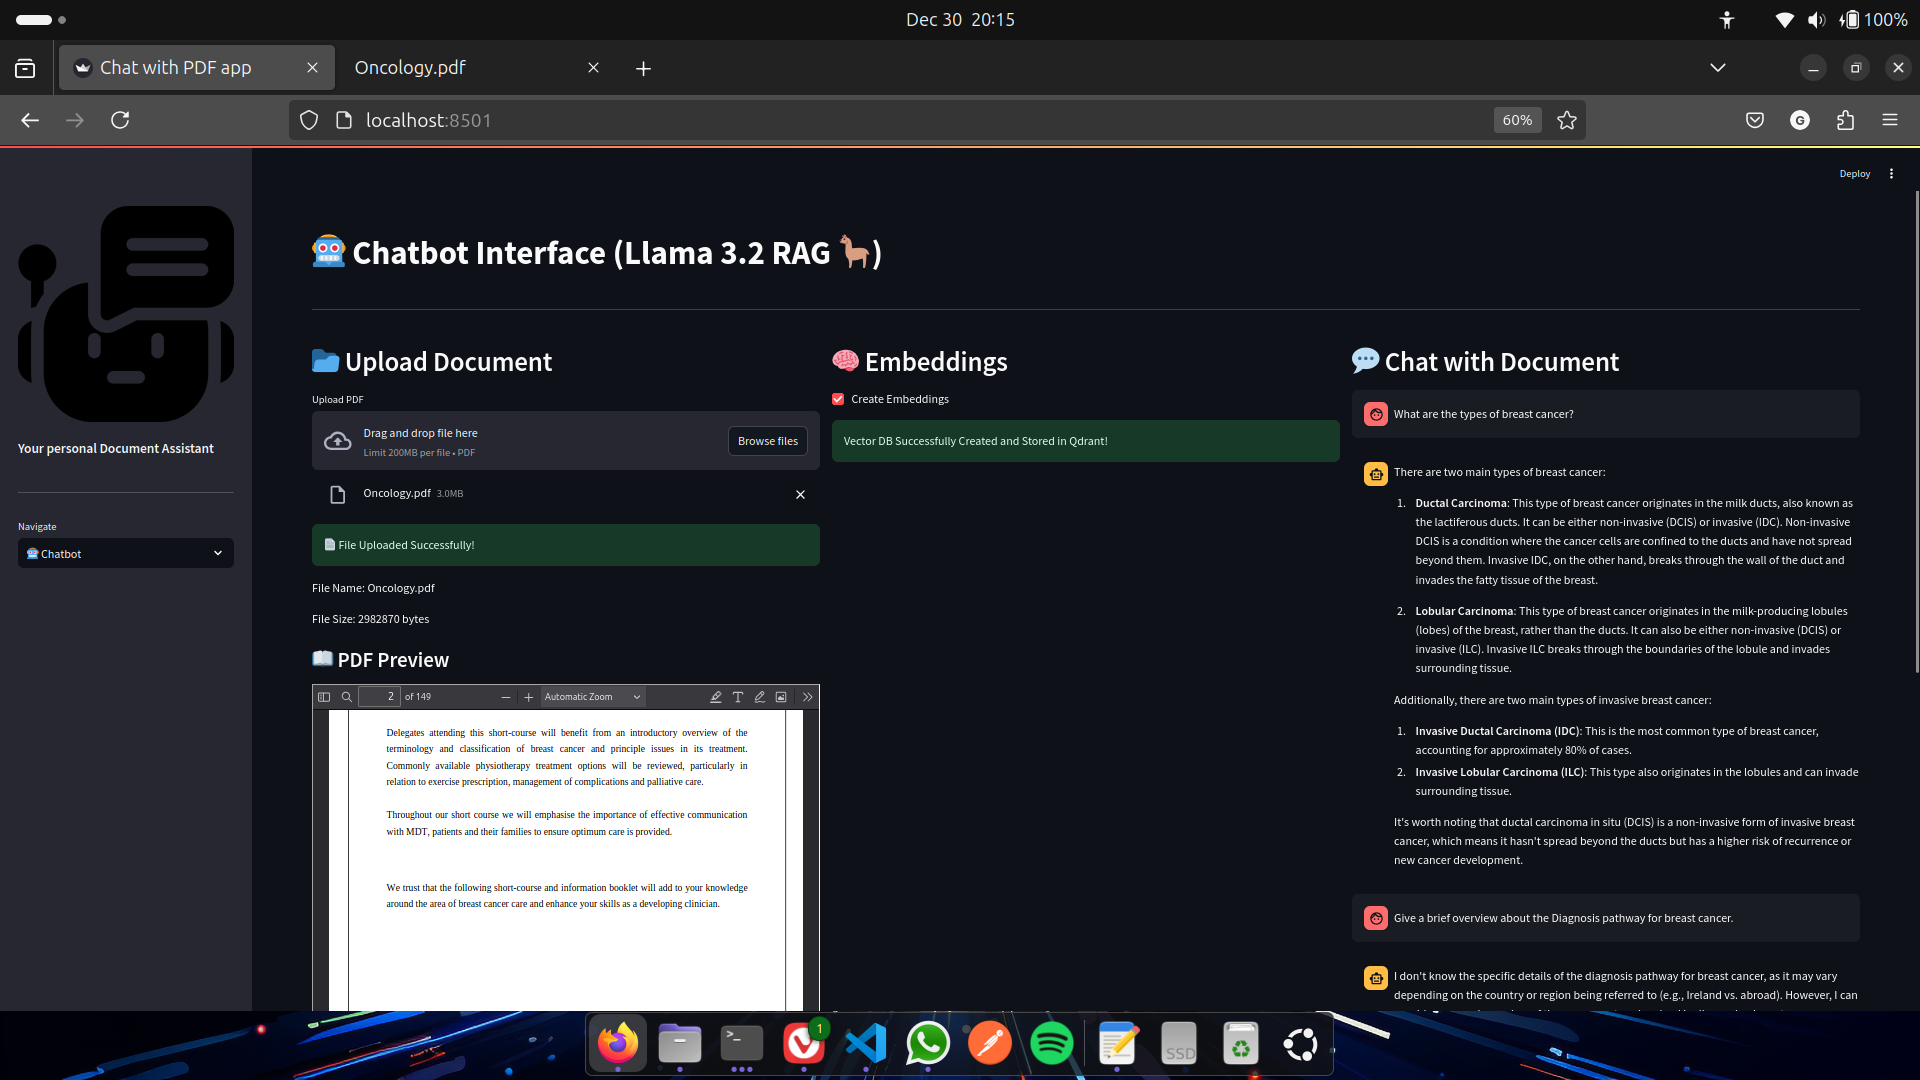 Dec 30 20:15
100%
Chat with PDF app
Oncology.pdf
localhost:8501
60%
G
Deploy
Your personal Document Assistant
Navigate
Chatbot
Chatbot Interface (Llama 3.2 RAG 🦙)
Upload Document
Upload PDF
Drag and drop file here
Limit 200MB per file • PDF
Browse files
Oncology.pdf 3.0MB
File Uploaded Successfully!
File Name: Oncology.pdf
File Size: 2982870 bytes
PDF Preview
2 of 149
Automatic Zoom
Delegates attending this short-course will benefit from an introductory overview of the
terminology and classification of breast cancer and principle issues in its treatment.
Commonly available physiotherapy treatment options will be reviewed, particularly in
relation to exercise prescription, management of complications and palliative care.
Throughout our short course we will emphasise the importance of effective communication
with MDT, patients and their families to ensure optimum care is provided.
We trust that the following short-course and information booklet will add to your knowledge
around the area of breast cancer care and enhance your skills as a developing clinician.
Embeddings
Create Embeddings
Vector DB Successfully Created and Stored in Qdrant!
Chat with Document
What are the types of breast cancer?
There are two main types of breast cancer:
1. Ductal Carcinoma: This type of breast cancer originates in the milk ducts, also known as
the lactiferous ducts. It can be either non-invasive (DCIS) or invasive (IDC). Non-invasive
DCIS is a condition where the cancer cells are confined to the ducts and have not spread
beyond them. Invasive IDC, on the other hand, breaks through the wall of the duct and
invades the fatty tissue of the breast.
2. Lobular Carcinoma: This type of breast cancer originates in the milk-producing lobules
(lobes) of the breast, rather than the ducts. It can also be either non-invasive (DCIS) or
invasive (ILC). Invasive ILC breaks through the boundaries of the lobule and invades
surrounding tissue.
Additionally, there are two main types of invasive breast cancer:
1. Invasive Ductal Carcinoma (IDC): This is the most common type of breast cancer,
accounting for approximately 80% of cases.
2. Invasive Lobular Carcinoma (ILC): This type also originates in the lobules and can invade
surrounding tissue.
It's worth noting that ductal carcinoma in situ (DCIS) is a non-invasive form of invasive breast
cancer, which means it hasn't spread beyond the ducts but has a higher risk of recurrence or
new cancer development.
Give a brief overview about the Diagnosis pathway for breast cancer.
I don't know the specific details of the diagnosis pathway for breast cancer, as it may vary
depending on the country or region being referred to (e.g., Ireland vs. abroad). However, I can
1
SSD